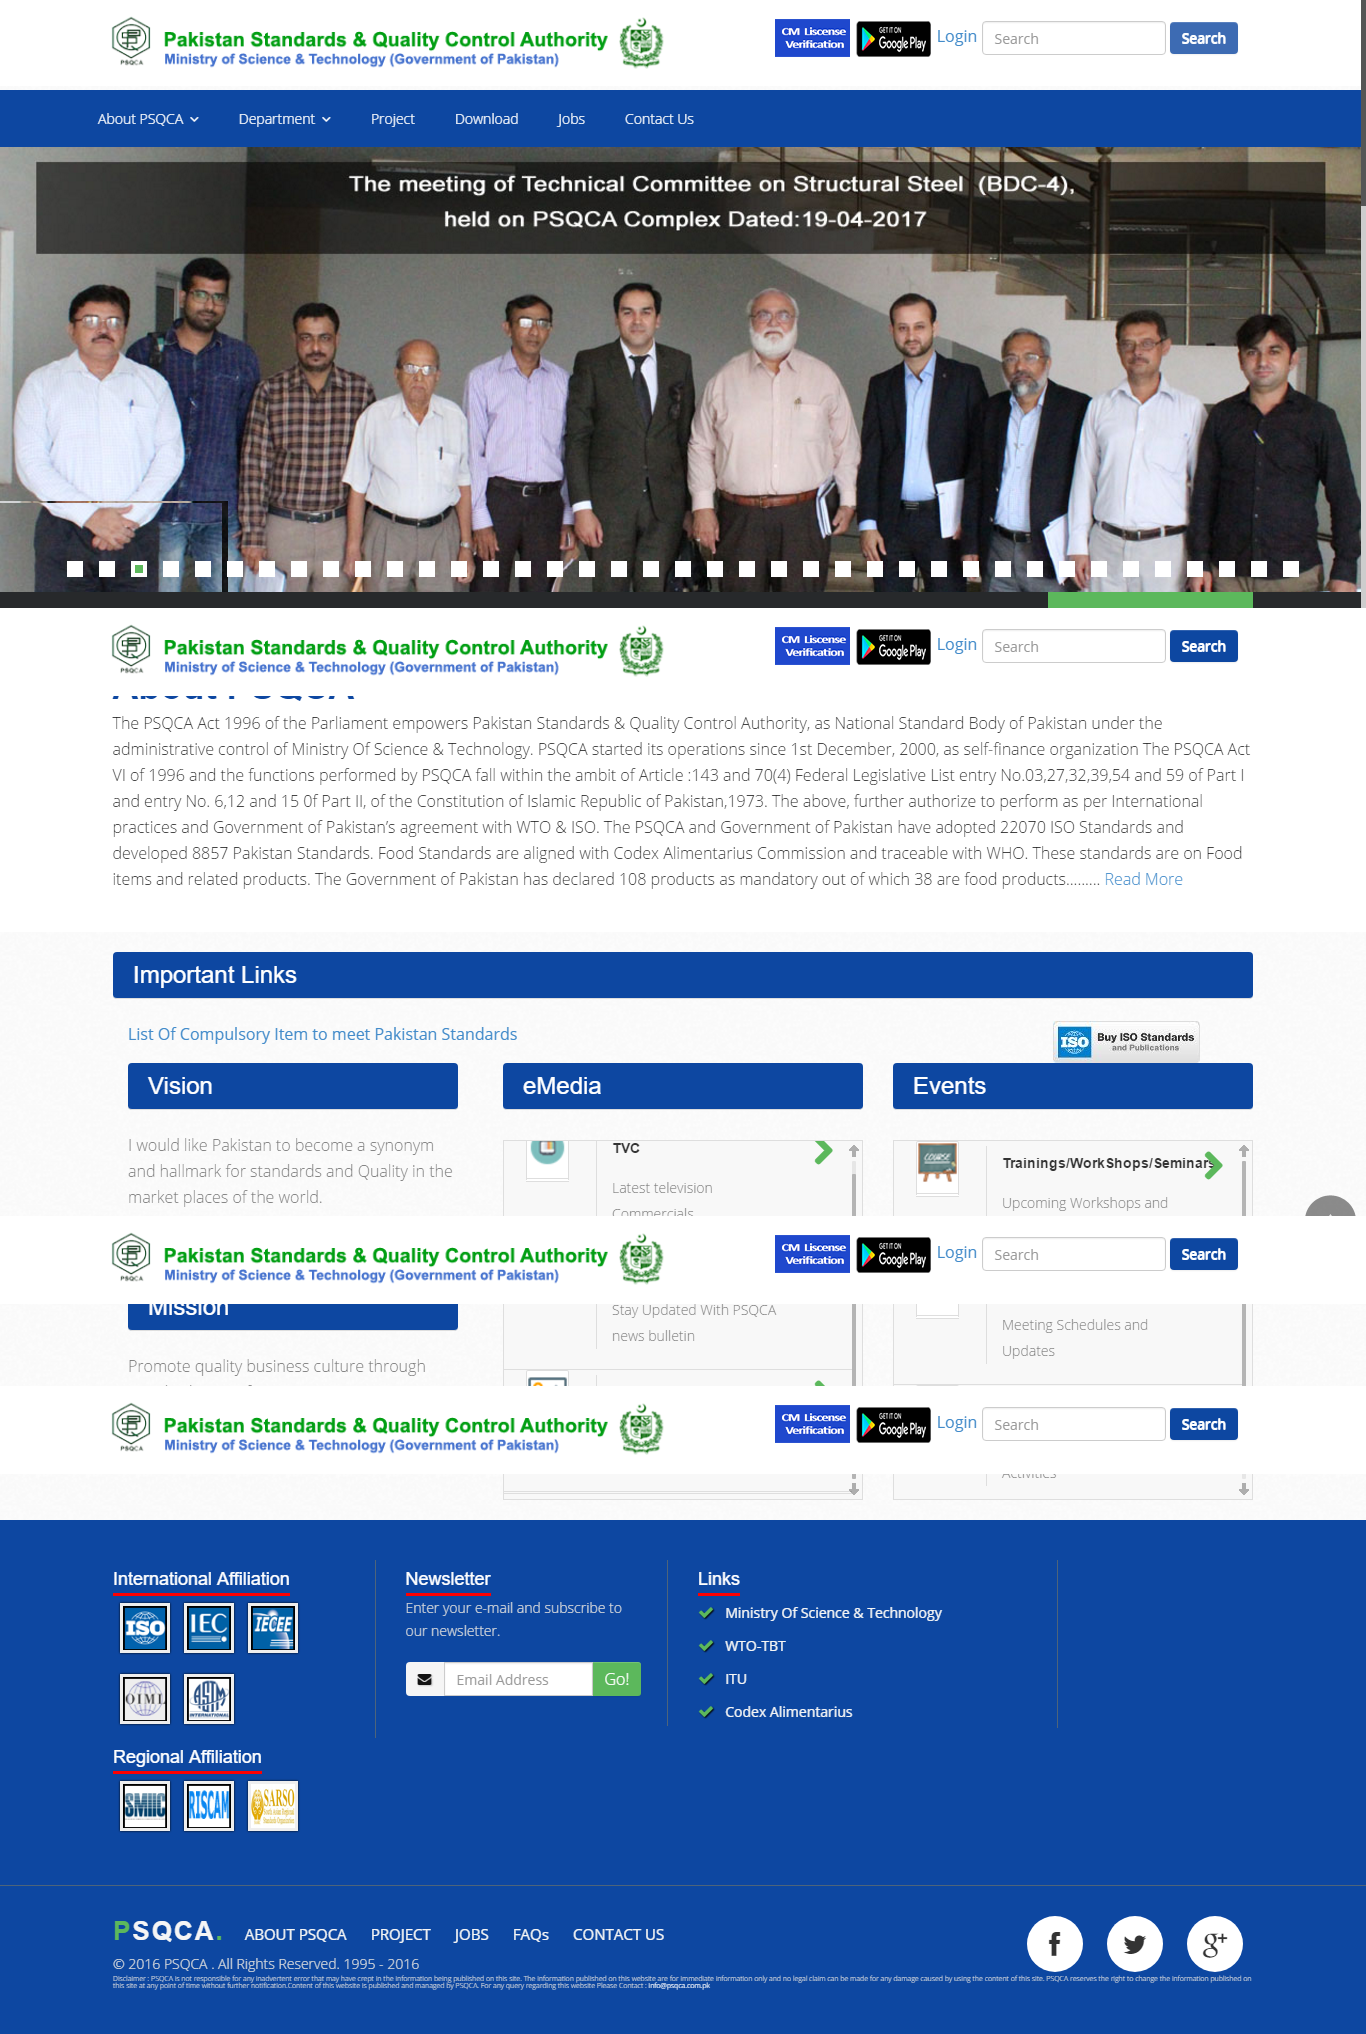 PSQCA
Pakistan Standards & Quality Control Authority
Ministry of Science & Technology (Government of Pakistan)
CM Liscense
Verification
GET IT ON
Google Play
Login
Search
Search
About PSQCA
Department
Project
Download
Jobs
Contact Us
The meeting of Technical Committee on Structural Steel (BDC-4),
held on PSQCA Complex Dated:19-04-2017
PSQCA
Pakistan Standards & Quality Control Authority
Ministry of Science & Technology (Government of Pakistan)
CM Liscense
Verification
GET IT ON
Google Play
Login
Search
Search
About PSQCA
The PSQCA Act 1996 of the Parliament empowers Pakistan Standards & Quality Control Authority, as National Standard Body of Pakistan under the
administrative control of Ministry Of Science & Technology. PSQCA started its operations since 1st December, 2000, as self-finance organization The PSQCA Act
VI of 1996 and the functions performed by PSQCA fall within the ambit of Article :143 and 70(4) Federal Legislative List entry No.03,27,32,39,54 and 59 of Part I
and entry No. 6,12 and 15 0f Part II, of the Constitution of Islamic Republic of Pakistan,1973. The above, further authorize to perform as per International
practices and Government of Pakistan’s agreement with WTO & ISO. The PSQCA and Government of Pakistan have adopted 22070 ISO Standards and
developed 8857 Pakistan Standards. Food Standards are aligned with Codex Alimentarius Commission and traceable with WHO. These standards are on Food
items and related products. The Government of Pakistan has declared 108 products as mandatory out of which 38 are food products......... Read More
Important Links
List Of Compulsory Item to meet Pakistan Standards
ISO
Buy ISO Standards
and Publications
Vision
I would like Pakistan to become a synonym
and hallmark for standards and Quality in the
market places of the world.
eMedia
TVC
Latest television
Commercials
Events
COURSE
Trainings/WorkShops/Seminars
Upcoming Workshops and
PSQCA
Pakistan Standards & Quality Control Authority
Ministry of Science & Technology (Government of Pakistan)
CM Liscense
Verification
GET IT ON
Google Play
Login
Search
Search
Mission
Promote quality business culture through
Stay Updated With PSQCA
news bulletin
Meeting Schedules and
Updates
PSQCA
Pakistan Standards & Quality Control Authority
Ministry of Science & Technology (Government of Pakistan)
CM Liscense
Verification
GET IT ON
Google Play
Login
Search
Search
Activities
International Affiliation
ISO
IEC
IECEE
OIML
ASTM
INTERNATIONAL
Regional Affiliation
SMIIC
RISCAM
SARSO
Newsletter
Enter your e-mail and subscribe to
our newsletter.
Email Address
Go!
Links
Ministry Of Science & Technology
WTO-TBT
ITU
Codex Alimentarius
PSQCA.
ABOUT PSQCA
PROJECT
JOBS
FAQs
CONTACT US
© 2016 PSQCA . All Rights Reserved. 1995 - 2016
Disclaimer : PSQCA is not responsible for any inadvertent error that may have crept in the information being published on this site. The information published on this website are for immediate information only and no legal claim can be made for any damage caused by using the content of this site. PSQCA reserves the right to change the information published on
this site at any point of time without further notification.Content of this website is published and managed by PSQCA. For any query regarding this website Please Contact : info@psqca.com.pk